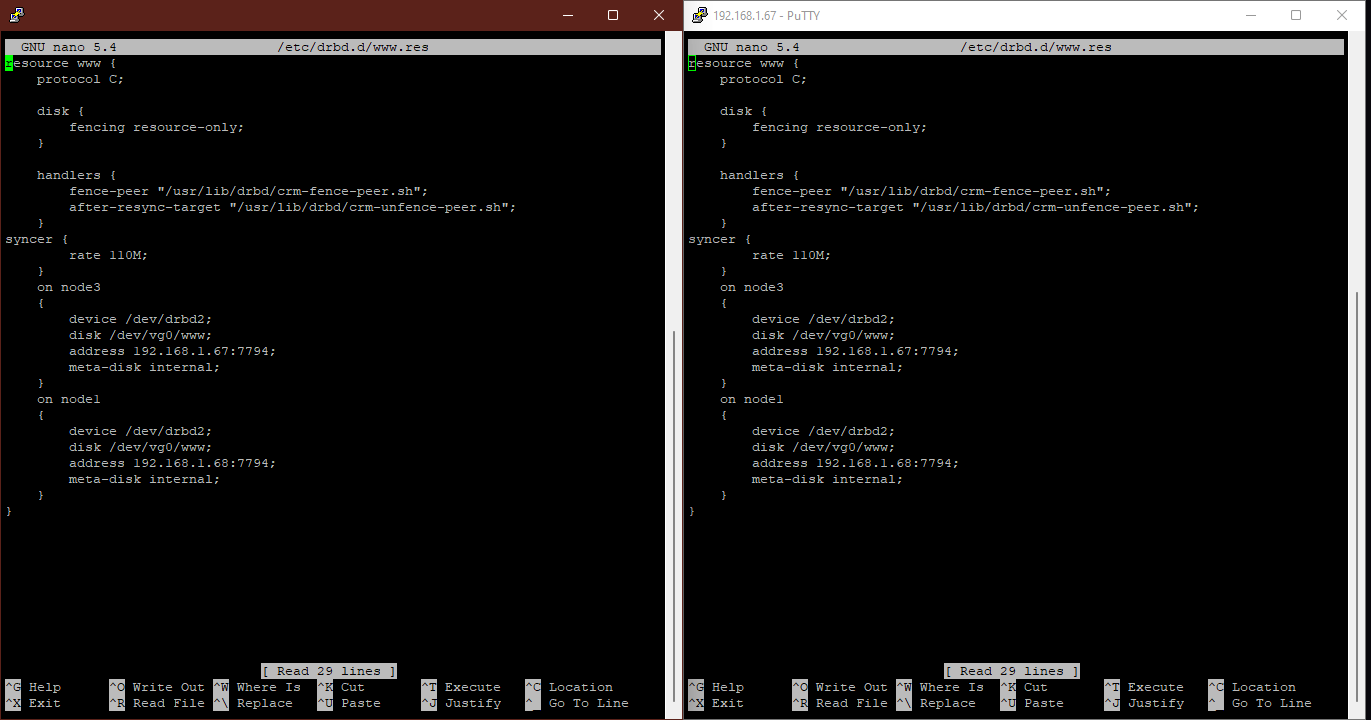 GNU nano 5.4 /etc/drbd.d/www.res
resource www {
    protocol C;

    disk {
        fencing resource-only;
    }

    handlers {
        fence-peer "/usr/lib/drbd/crm-fence-peer.sh";
        after-resync-target "/usr/lib/drbd/crm-unfence-peer.sh";
    }
syncer {
        rate 110M;
    }
    on node3
    {
        device /dev/drbd2;
        disk /dev/vg0/www;
        address 192.168.1.67:7794;
        meta-disk internal;
    }
    on node1
    {
        device /dev/drbd2;
        disk /dev/vg0/www;
        address 192.168.1.68:7794;
        meta-disk internal;
    }
}
[ Read 29 lines ]
^G Help ^O Write Out ^W Where Is ^K Cut ^T Execute ^C Location
^X Exit ^R Read File ^\ Replace ^U Paste ^J Justify ^_ Go To Line
192.168.1.67 - PuTTY
GNU nano 5.4 /etc/drbd.d/www.res
resource www {
    protocol C;

    disk {
        fencing resource-only;
    }

    handlers {
        fence-peer "/usr/lib/drbd/crm-fence-peer.sh";
        after-resync-target "/usr/lib/drbd/crm-unfence-peer.sh";
    }
syncer {
        rate 110M;
    }
    on node3
    {
        device /dev/drbd2;
        disk /dev/vg0/www;
        address 192.168.1.67:7794;
        meta-disk internal;
    }
    on node1
    {
        device /dev/drbd2;
        disk /dev/vg0/www;
        address 192.168.1.68:7794;
        meta-disk internal;
    }
}
[ Read 29 lines ]
^G Help ^O Write Out ^W Where Is ^K Cut ^T Execute ^C Location
^X Exit ^R Read File ^\ Replace ^U Paste ^J Justify ^_ Go To Line